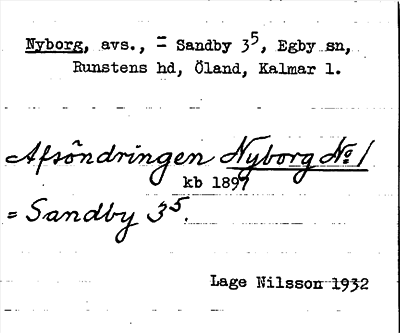 Nyborg, avs., = Sandby 3⁵, Egby sn,
Runstens hd, Öland, Kalmar l.
Afsöndringen Nyborg № 1
kb 1897
= Sandby 3⁵.
Lage Nilsson 1932